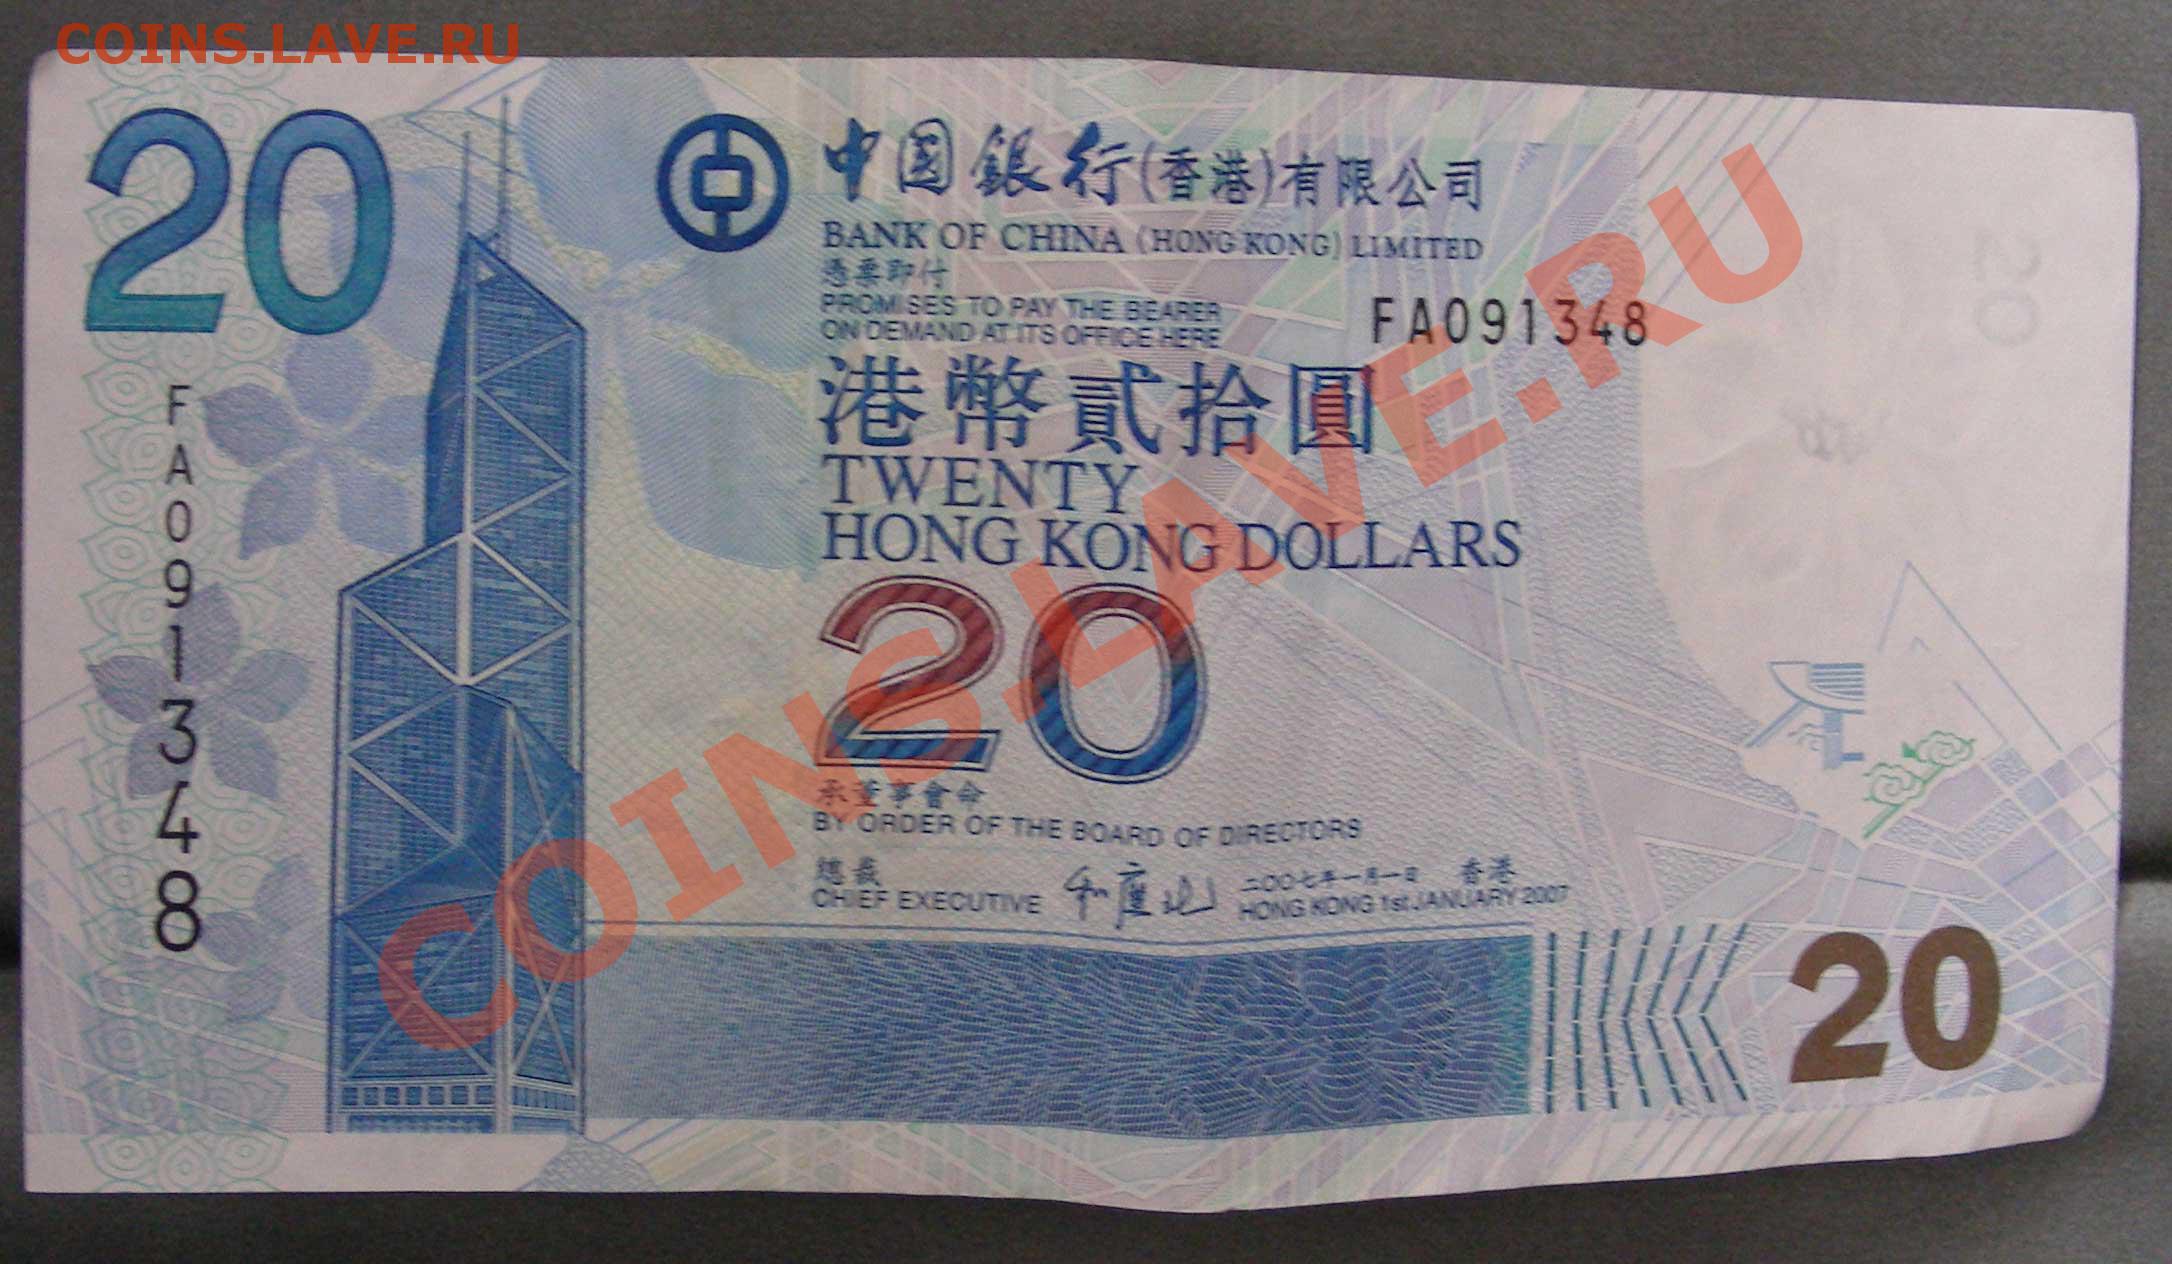 COINS.LAVE.RU
20
中国銀行(香港)有限公司
BANK OF CHINA (HONG KONG) LIMITED
憑票即付
PROMISES TO PAY THE BEARER
ON DEMAND AT ITS OFFICE HERE
FA091348
港幣貳拾圓
TWENTY
HONG KONG DOLLARS
20
FA091348
承董事會命
BY ORDER OF THE BOARD OF DIRECTORS
總裁
CHIEF EXECUTIVE
二〇〇七年一月一日 香港
HONG KONG 1st JANUARY 2007
20
COINS.LAVE.RU